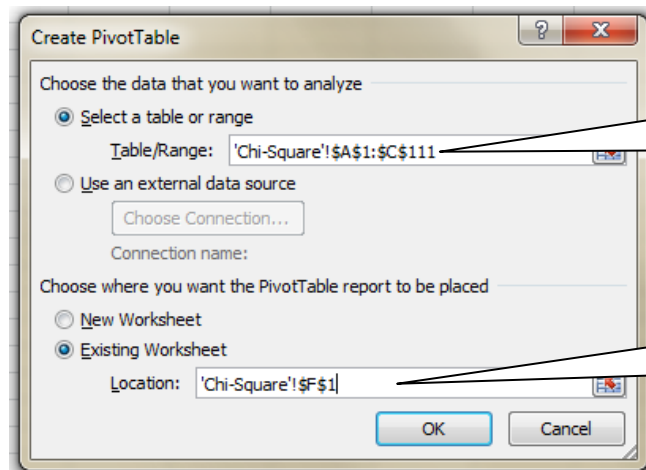 Create PivotTable
? X
Choose the data that you want to analyze
Select a table or range
Table/Range: 'Chi-Square'!$A$1:$C$111
Use an external data source
Choose Connection...
Connection name:
Choose where you want the PivotTable report to be placed
New Worksheet
Existing Worksheet
Location: 'Chi-Square'!$F$1
OK Cancel